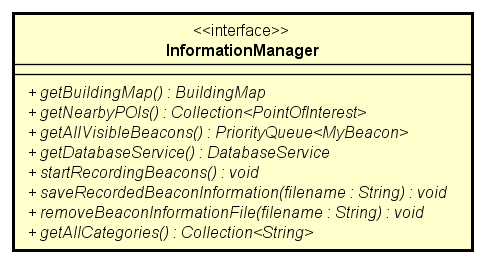 <<interface>>
InformationManager
+ getBuildingMap() : BuildingMap
+ getNearbyPOIs() : Collection<PointOfInterest>
+ getAllVisibleBeacons() : PriorityQueue<MyBeacon>
+ getDatabaseService() : DatabaseService
+ startRecordingBeacons() : void
+ saveRecordedBeaconInformation(filename : String) : void
+ removeBeaconInformationFile(filename : String) : void
+ getAllCategories() : Collection<String>